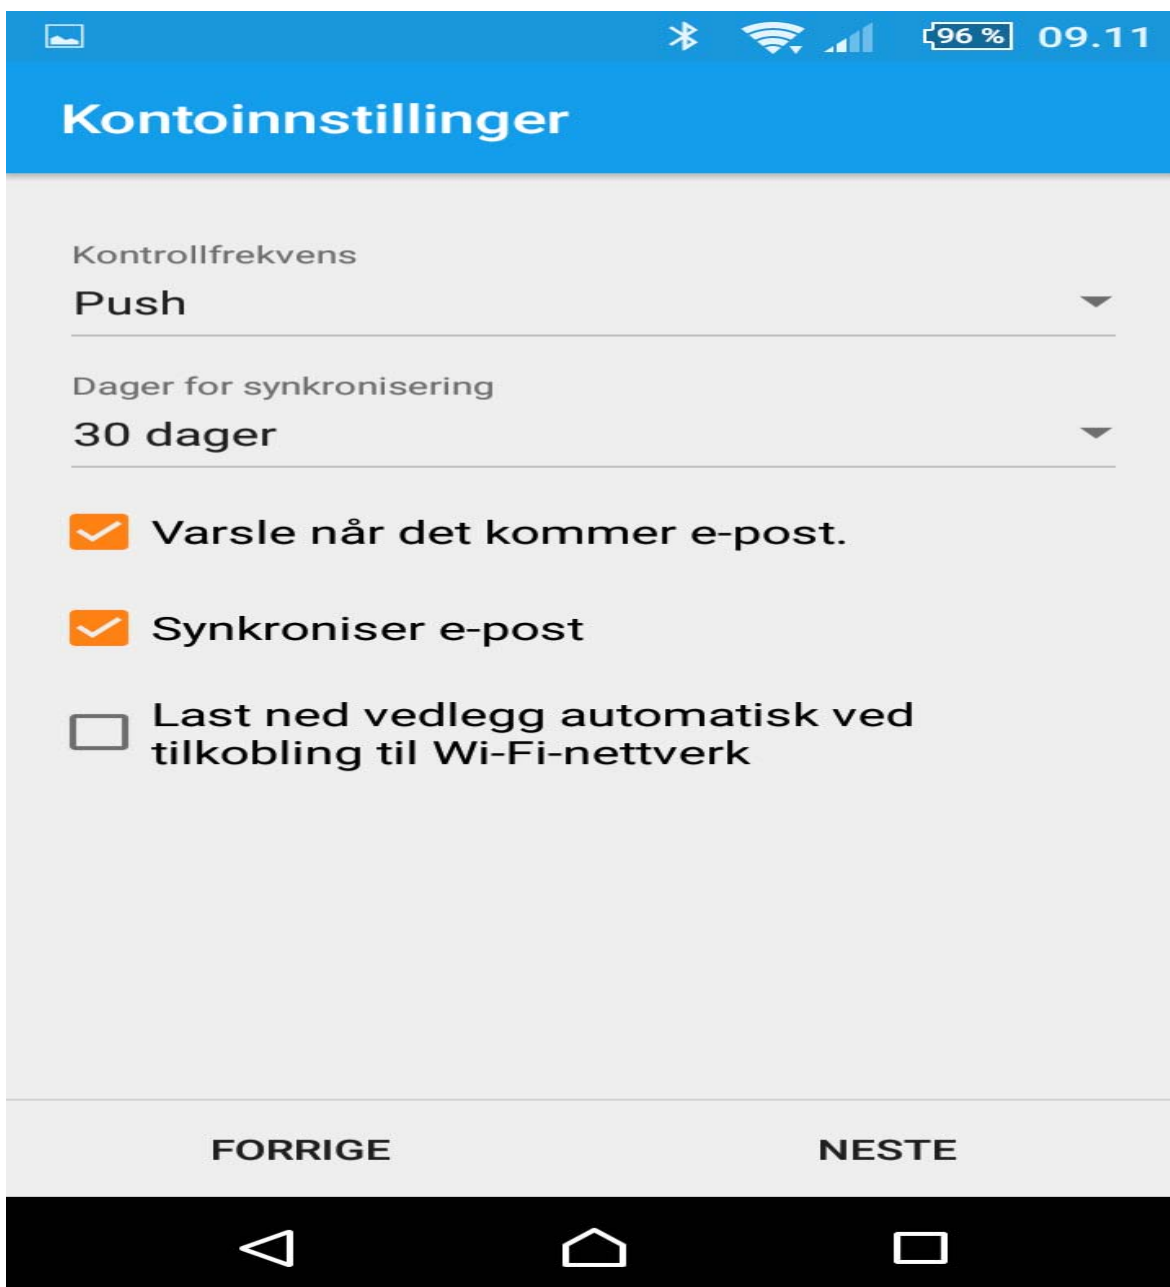 96 % 09.11
Kontoinnstillinger
Kontrollfrekvens
Push
Dager for synkronisering
30 dager
Varsle når det kommer e-post.
Synkroniser e-post
Last ned vedlegg automatisk ved
tilkobling til Wi-Fi-nettverk
FORRIGE NESTE